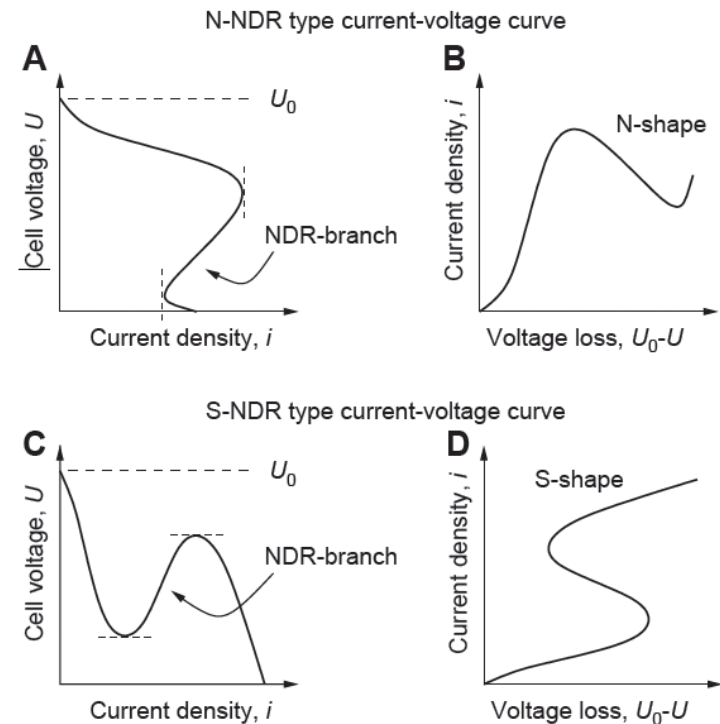 N-NDR type current-voltage curve
A
B
U₀
Cell voltage, U
NDR-branch
Current density, i
Current density, i
N-shape
Voltage loss, U₀-U
S-NDR type current-voltage curve
C
D
U₀
Cell voltage, U
NDR-branch
Current density, i
Current density, i
S-shape
Voltage loss, U₀-U